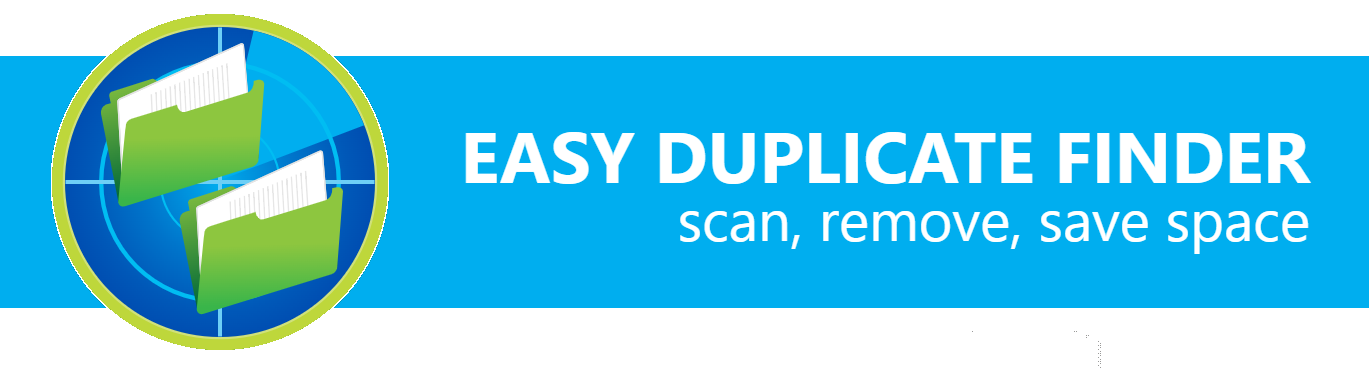 EASY DUPLICATE FINDER
scan, remove, save space